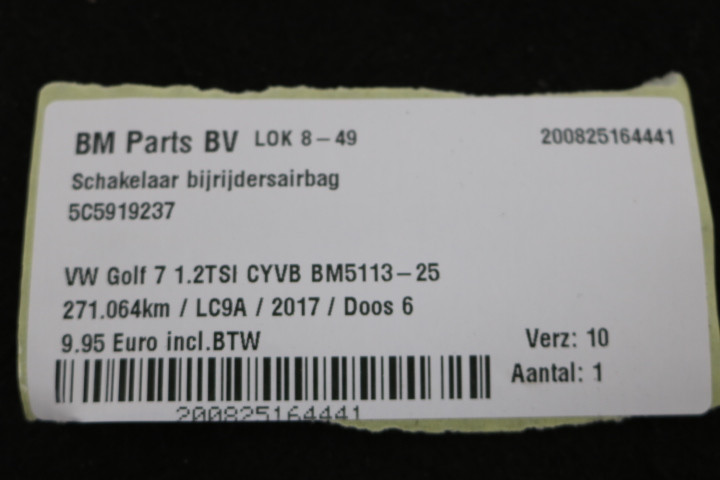 BM Parts BV LOK 8-49 200825164441
Schakelaar bijrijdersairbag
5C5919237
VW Golf 7 1.2TSI CYVB BM5113-25
271.064km / LC9A / 2017 / Doos 6
9.95 Euro incl.BTW Verz: 10
Aantal: 1
200825164441